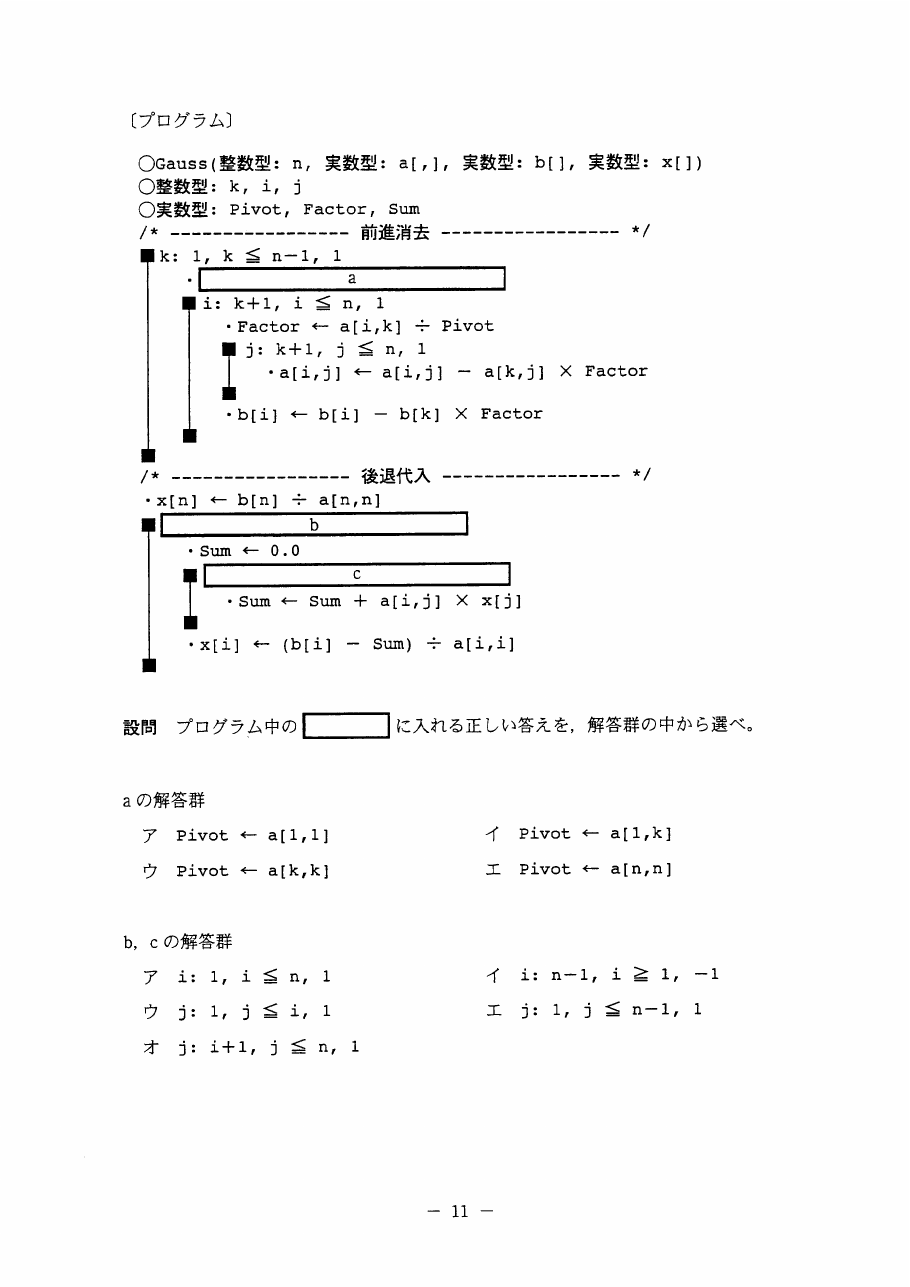 〔プログラム〕
○Gauss(整数型: n, 実数型: a[,], 実数型: b[], 実数型: x[])
○整数型: k, i, j
○実数型: Pivot, Factor, Sum
/* ----------------- 前進消去 ----------------- */
■k: 1, k ≦ n－1, 1
・ a
■i: k＋1, i ≦ n, 1
・Factor ← a[i,k] ÷ Pivot
■j: k＋1, j ≦ n, 1
・a[i,j] ← a[i,j] － a[k,j] × Factor
■
・b[i] ← b[i] － b[k] × Factor
■
■
/* ----------------- 後退代入 ----------------- */
・x[n] ← b[n] ÷ a[n,n]
■ b
・Sum ← 0.0
■ c
・Sum ← Sum ＋ a[i,j] × x[j]
■
・x[i] ← (b[i] － Sum) ÷ a[i,i]
■
設問 プログラム中の に入れる正しい答えを，解答群の中から選べ。
a の解答群
ア Pivot ← a[1,1] イ Pivot ← a[1,k]
ウ Pivot ← a[k,k] エ Pivot ← a[n,n]
b，c の解答群
ア i: 1, i ≦ n, 1 イ i: n－1, i ≧ 1, －1
ウ j: 1, j ≦ i, 1 エ j: 1, j ≦ n－1, 1
オ j: i＋1, j ≦ n, 1
－ 11 －